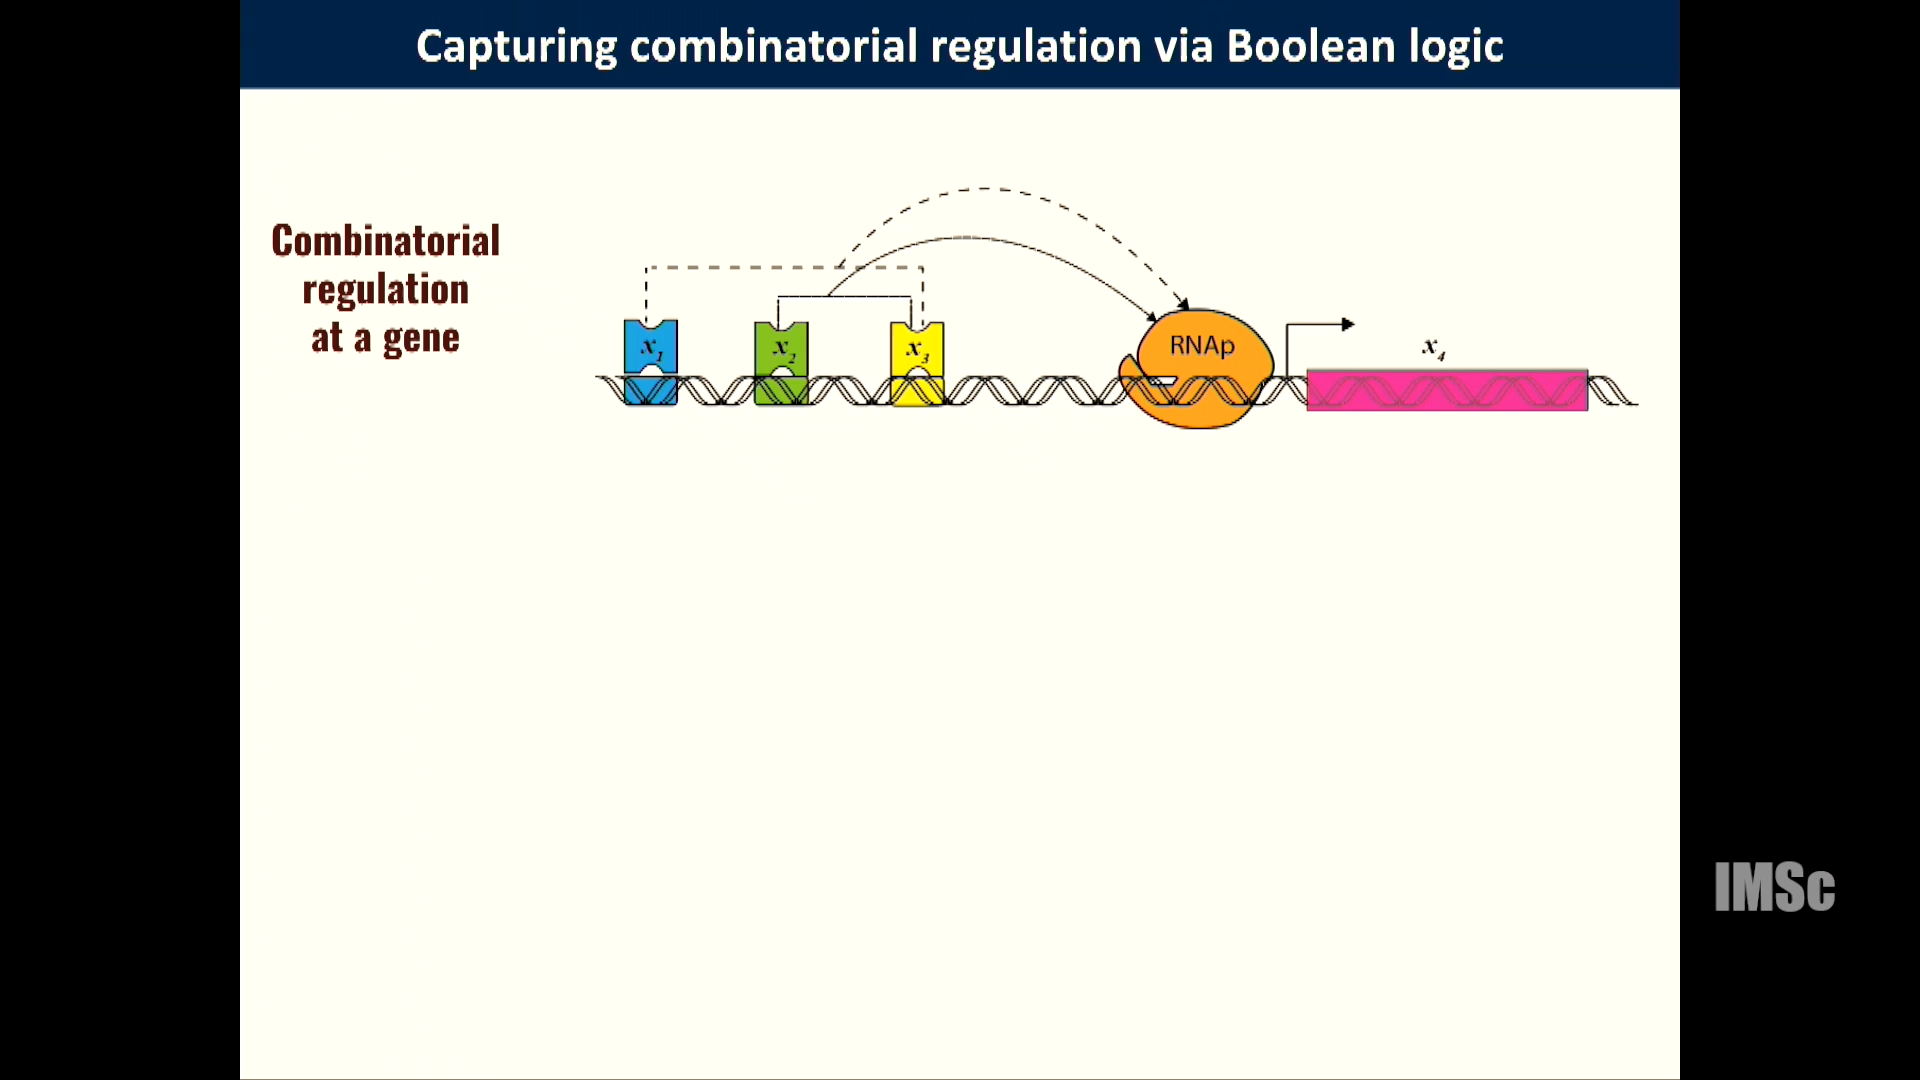 Capturing combinatorial regulation via Boolean logic
Combinatorial
regulation
at a gene
x₁
x₂
x₃
RNAp
x₄
IMSc